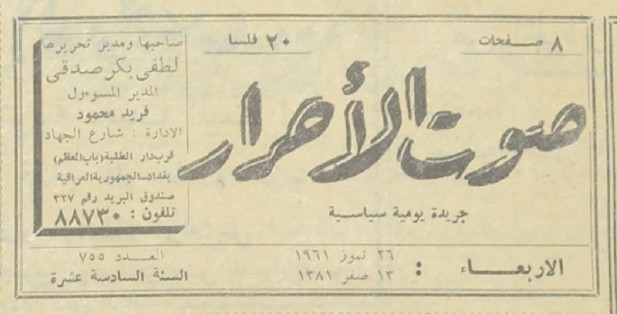 ٨ صفحات
٢٠ فلسا
صوت الأحرار
جريدة يومية سياسية
صاحبها ومدير تحريرها
لطفي بكر صدقي
المدير المسوءول
فريد محمود
الادارة : شارع الجهاد
قرب دار الطلبة (باب المعظم)
بغداد - الجمهورية العراقية
صندوق البريد رقم ٣٢٧
تلفون : ٨٨٧٣٠
الاربعاء :
٢٦ تموز ١٩٦١
١٣ صفر ١٣٨١
العدد ٧٥٥
السنة السادسة عشرة